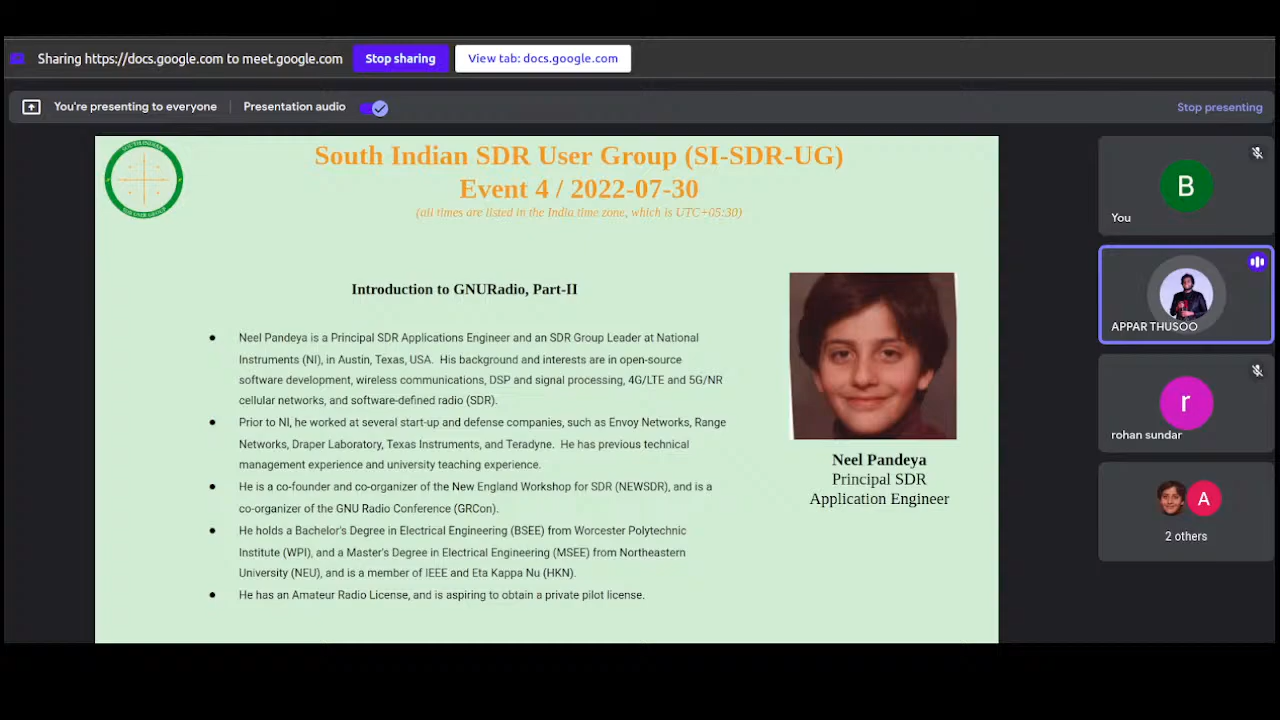 Sharing https://docs.google.com to meet.google.com
Stop sharing
View tab: docs.google.com
You're presenting to everyone
Presentation audio
Stop presenting
SOUTH INDIAN
SDR USER GROUP
South Indian SDR User Group (SI-SDR-UG)
Event 4 / 2022-07-30
(all times are listed in the India time zone, which is UTC+05:30)
Introduction to GNURadio, Part-II
● Neel Pandeya is a Principal SDR Applications Engineer and an SDR Group Leader at National
Instruments (NI), in Austin, Texas, USA. His background and interests are in open-source
software development, wireless communications, DSP and signal processing, 4G/LTE and 5G/NR
cellular networks, and software-defined radio (SDR).
● Prior to NI, he worked at several start-up and defense companies, such as Envoy Networks, Range
Networks, Draper Laboratory, Texas Instruments, and Teradyne. He has previous technical
management experience and university teaching experience.
● He is a co-founder and co-organizer of the New England Workshop for SDR (NEWSDR), and is a
co-organizer of the GNU Radio Conference (GRCon).
● He holds a Bachelor's Degree in Electrical Engineering (BSEE) from Worcester Polytechnic
Institute (WPI), and a Master's Degree in Electrical Engineering (MSEE) from Northeastern
University (NEU), and is a member of IEEE and Eta Kappa Nu (HKN).
● He has an Amateur Radio License, and is aspiring to obtain a private pilot license.
Neel Pandeya
Principal SDR
Application Engineer
B
You
APPAR THUSOO
r
rohan sundar
A
2 others